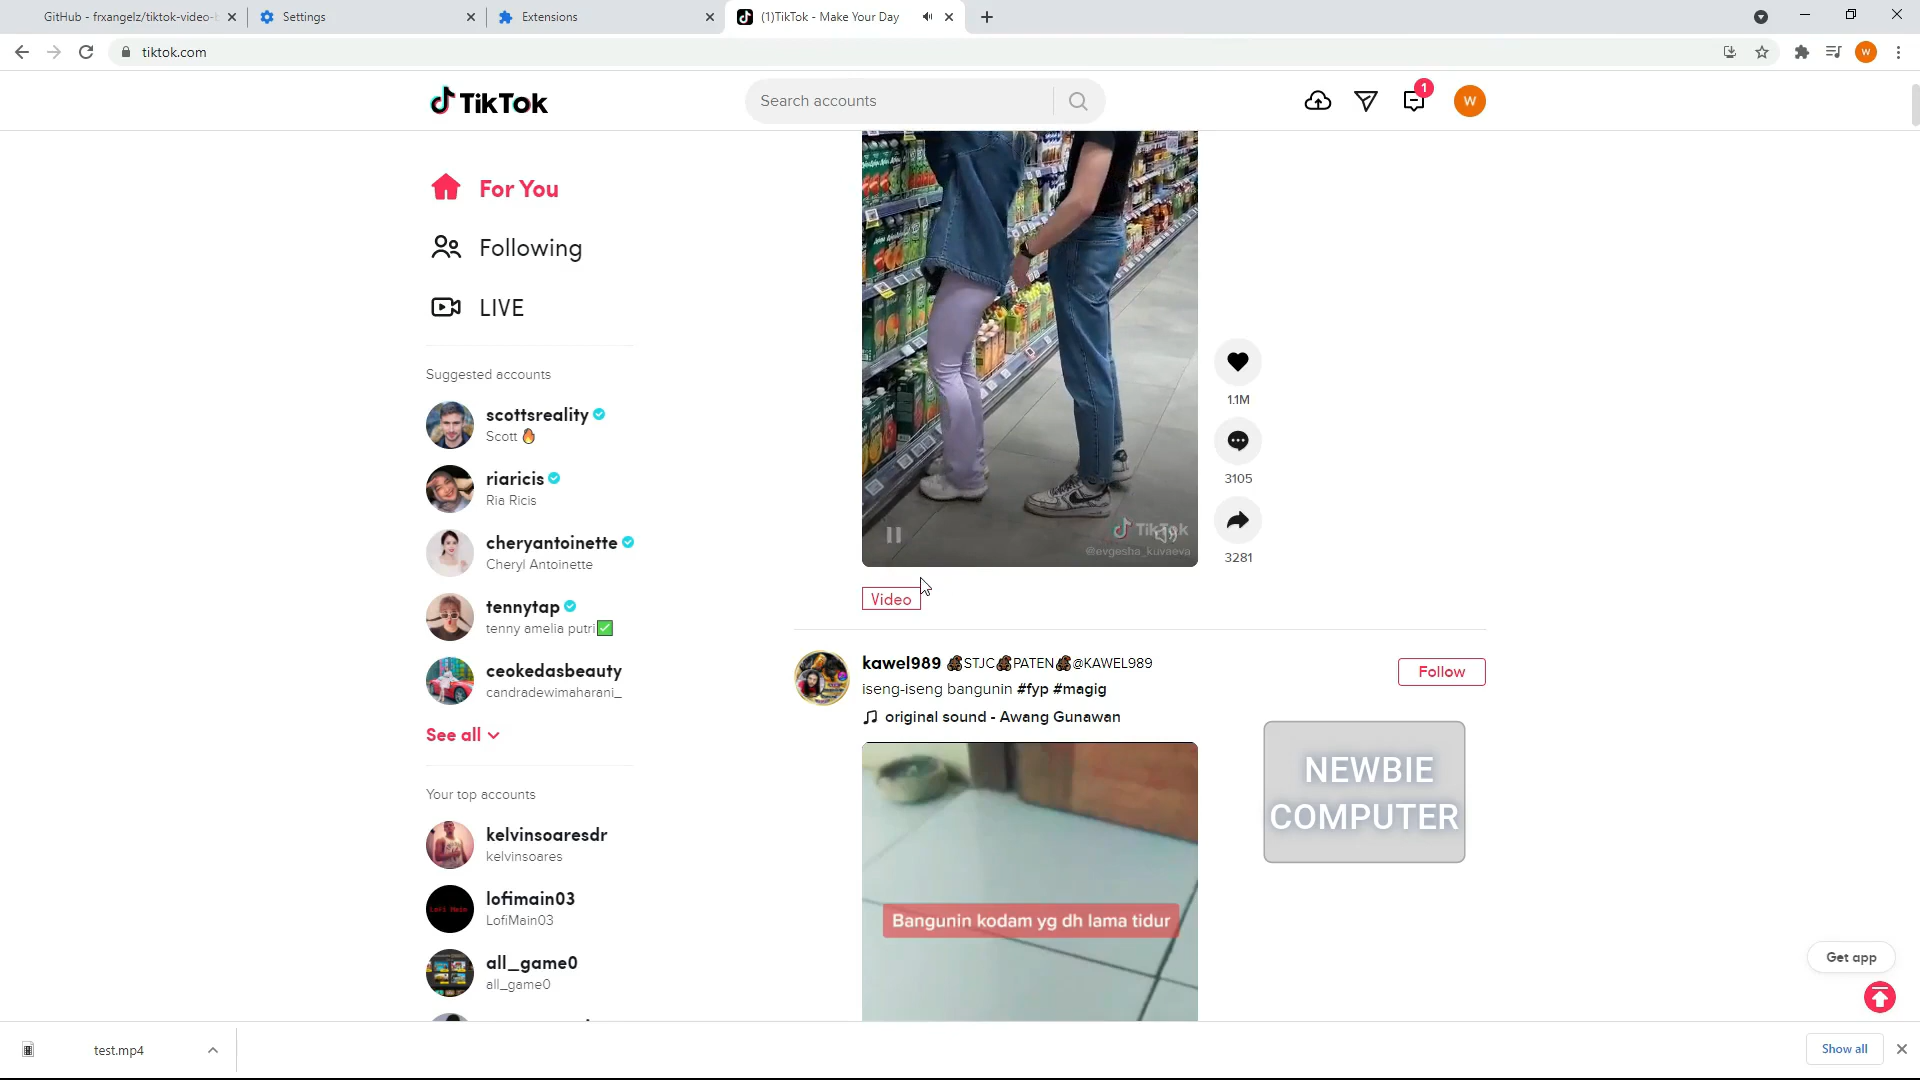 GitHub - frxangelz/tiktok-video-
Settings
Extensions
(1)TikTok - Make Your Day
tiktok.com
W
TikTok
Search accounts
1
W
For You
Following
LIVE
Suggested accounts
scottsreality
Scott 🔥
riaricis
Ria Ricis
cheryantoinette
Cheryl Antoinette
tennytap
tenny amelia putri✅
ceokedasbeauty
candradewimaharani_
See all
Your top accounts
kelvinsoaresdr
kelvinsoares
lofimain03
LofiMain03
all_game0
all_game0
1.1M
3105
3281
TikTok
@evgesha_kuvaeva
Video
kawel989 STJC PATEN @KAWEL989
Follow
iseng-iseng bangunin #fyp #magig
original sound - Awang Gunawan
Bangunin kodam yg dh lama tidur
NEWBIE
COMPUTER
Get app
test.mp4
Show all